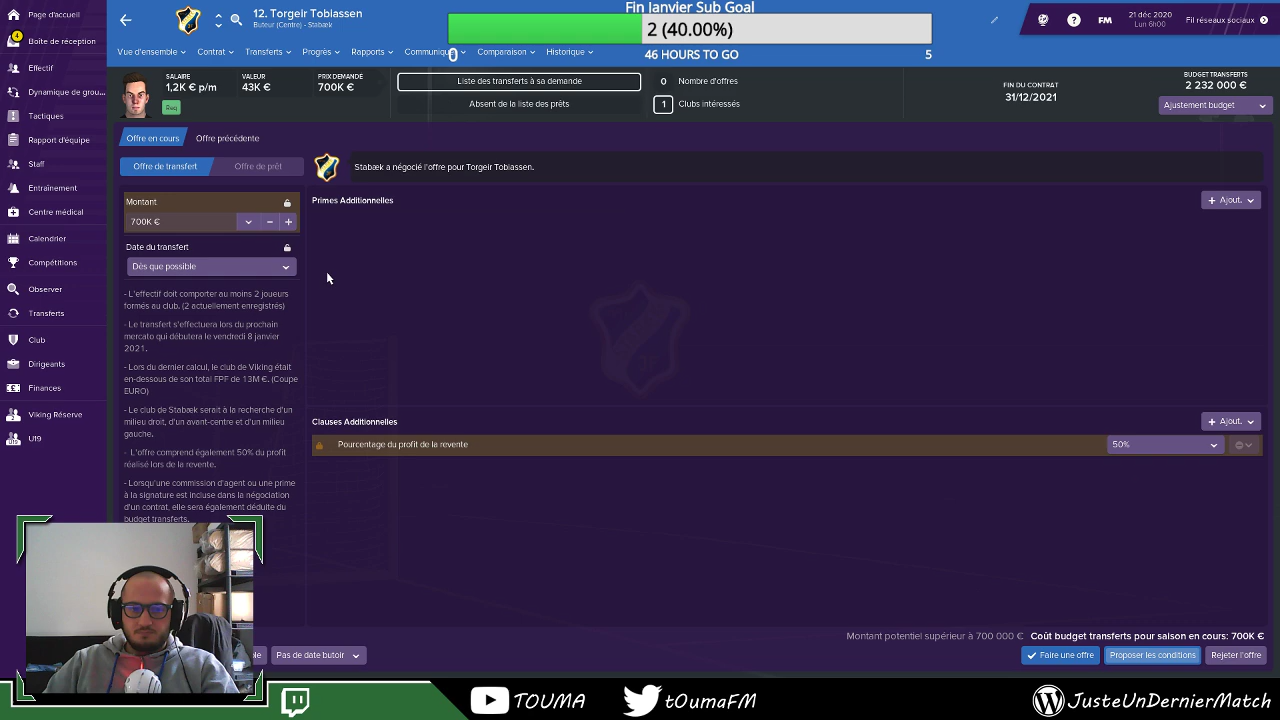 12. Torgeir Toblassen
Buteur (Centre) - Stabæk
Fin Janvier Sub Goal
2 (40.00%)
0
46 HOURS TO GO
5
FM
21 déc 2020
Lun 6h00
Fil réseaux sociaux
Vue d'ensemble
Contrat
Transferts
Progrès
Rapports
Communiqu
Comparaison
Historique
4
Page d'accueil
Boîte de réception
Effectif
Dynamique de grou...
Tactiques
Rapport d'équipe
Staff
Entraînement
Centre médical
Calendrier
Compétitions
Observer
Transferts
Club
Dirigeants
Finances
Viking Réserve
U19
SALAIRE
1,2K € p/m
VALEUR
43K €
PRIX DEMANDÉ
700K €
Req
Liste des transferts à sa demande
Absent de la liste des prêts
0 Nombre d'offres
1 Clubs intéressés
FIN DU CONTRAT
31/12/2021
BUDGET TRANSFERTS
2 232 000 €
Ajustement budget
Offre en cours
Offre précédente
Offre de transfert
Offre de prêt
Stabæk a négocié l'offre pour Torgeir Toblassen.
Montant
700K €
Date du transfert
Dès que possible
- L'effectif doit comporter au moins 2 joueurs
formés au club. (2 actuellement enregistrés)
- Le transfert s'effectuera lors du prochain
mercato qui débutera le vendredi 8 janvier
2021.
- Lors du dernier calcul, le club de Viking était
en-dessous de son total FPF de 13M €. (Coupe
EURO)
- Le club de Stabæk serait à la recherche d'un
milieu droit, d'un avant-centre et d'un milieu
gauche.
- L'offre comprend également 50% du profit
réalisé lors de la revente.
- Lorsqu'une commission d'agent ou une prime
à la signature est incluse dans la négociation
d'un contrat, elle sera également déduite du
budget transferts.
Primes Additionnelles
Ajout.
Clauses Additionnelles
Ajout.
Pourcentage du profit de la revente
50%
Montant potentiel supérieur à 700 000 € Coût budget transferts pour saison en cours: 700K €
Pas de date butoir
Faire une offre
Proposer les conditions
Rejeter l'offre
TOUMA
tOumaFM
JusteUnDernierMatch